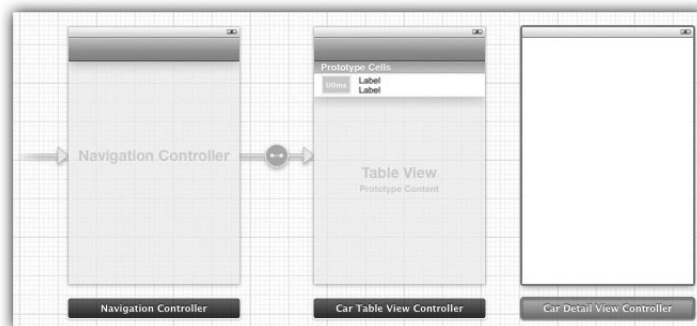 Navigation Controller
Navigation Controller
Prototype Cells
Label
Label
Table View
Prototype Content
Car Table View Controller
Car Detail View Controller